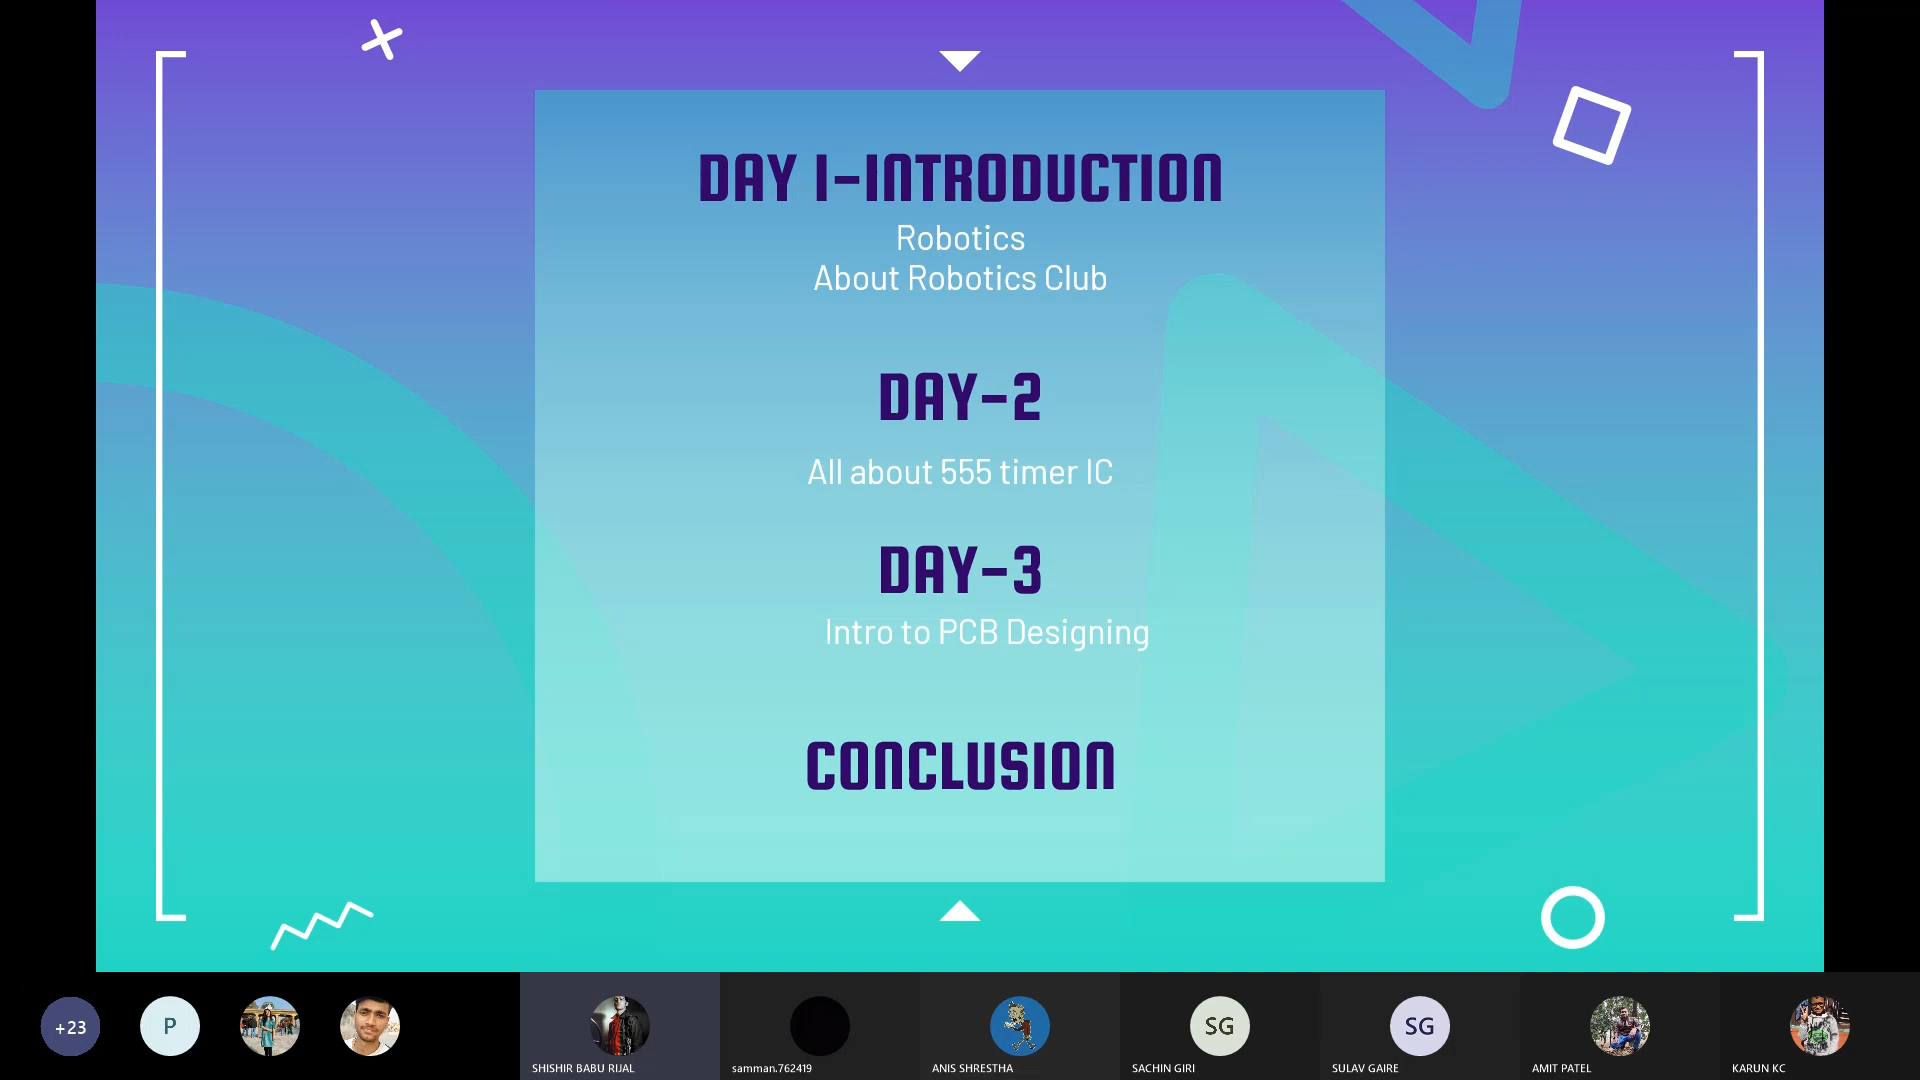 DAY 1-INTRODUCTION
Robotics
About Robotics Club
DAY-2
All about 555 timer IC
DAY-3
Intro to PCB Designing
CONCLUSION
+23
P
SG
SG
SHISHIR BABU RIJAL
samman.762419
ANIS SHRESTHA
SACHIN GIRI
SULAV GAIRE
AMIT PATEL
KARUN KC